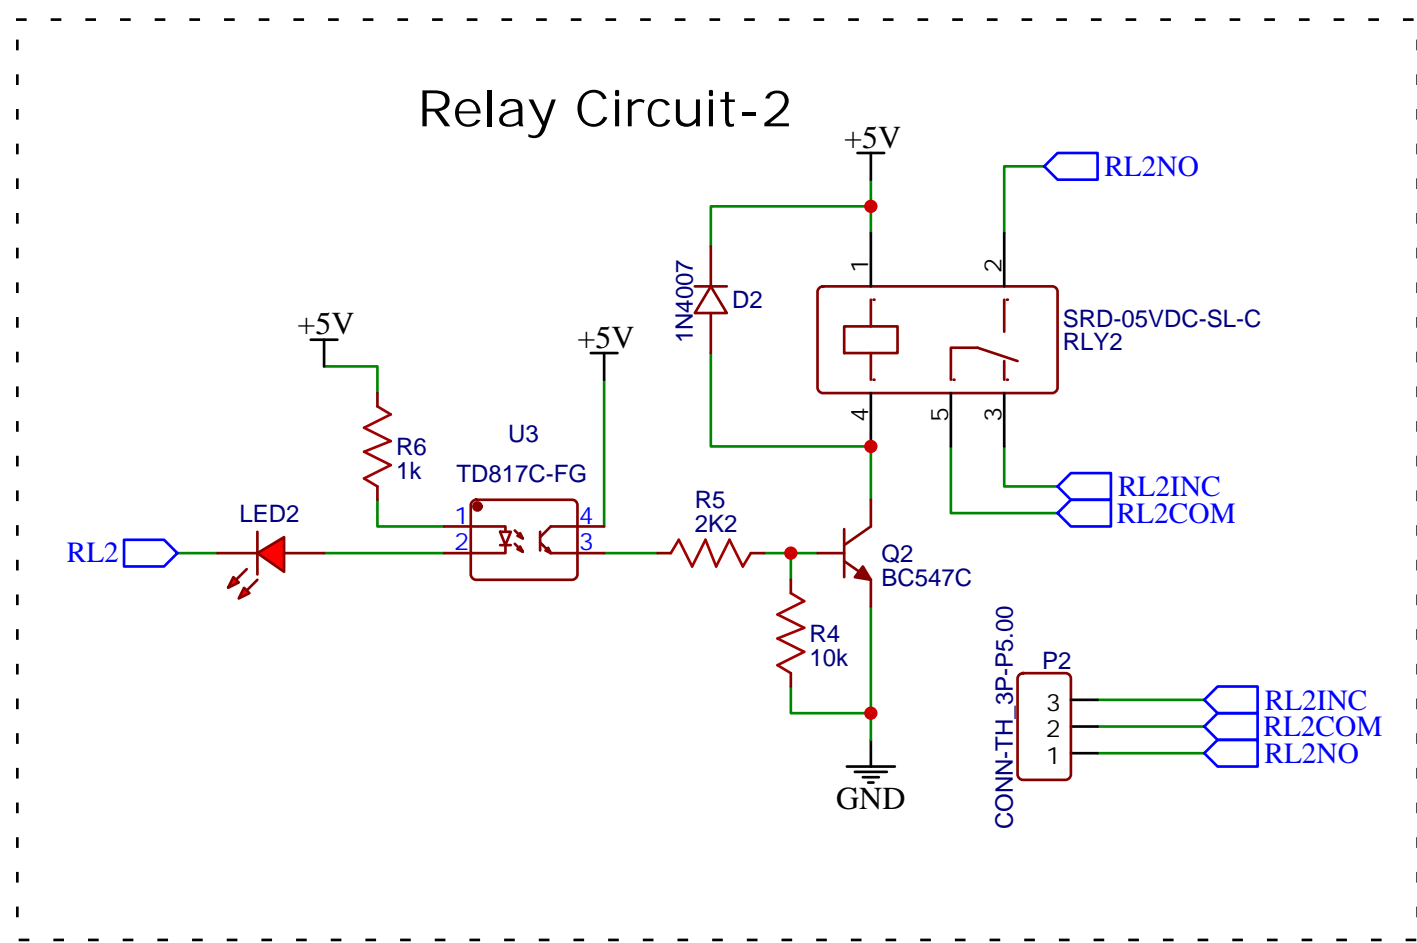 Relay Circuit-2
+5V
RL2NO
1
2
1N4007
D2
SRD-05VDC-SL-C
RLY2
+5V
+5V
4
5
3
R6
1k
U3
TD817C-FG
RL2INC
RL2COM
LED2
R5
2K2
1
4
RL2
2
3
Q2
BC547C
R4
10k
CONN-TH_3P-P5.00
P2
3
RL2INC
2
RL2COM
1
RL2NO
GND